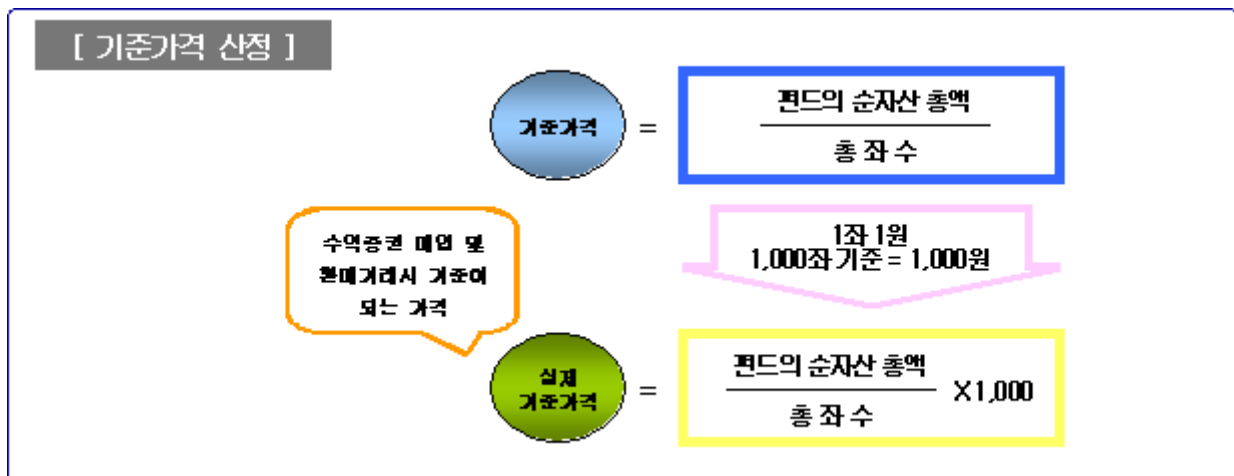 [ 기준가격 산정 ]
기준가격
=
펀드의 순자산 총액
총 좌 수
1좌 1원
1,000좌 기준 = 1,000원
수익증권 매입 및
환매거래시 기준이
되는 가격
실제
기준가격
=
펀드의 순자산 총액
총 좌 수
X1,000